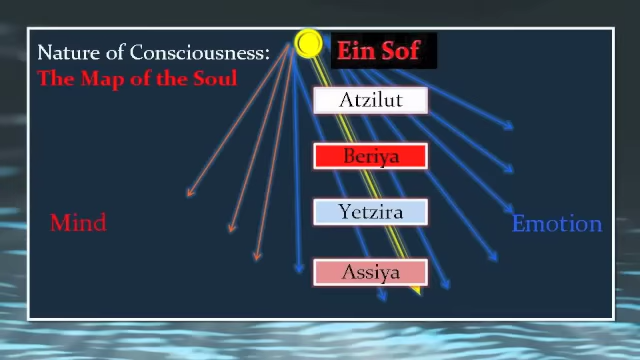 Nature of Consciousness:
The Map of the Soul
Ein Sof
Atzilut
Beriya
Yetzira
Assiya
Mind
Emotion